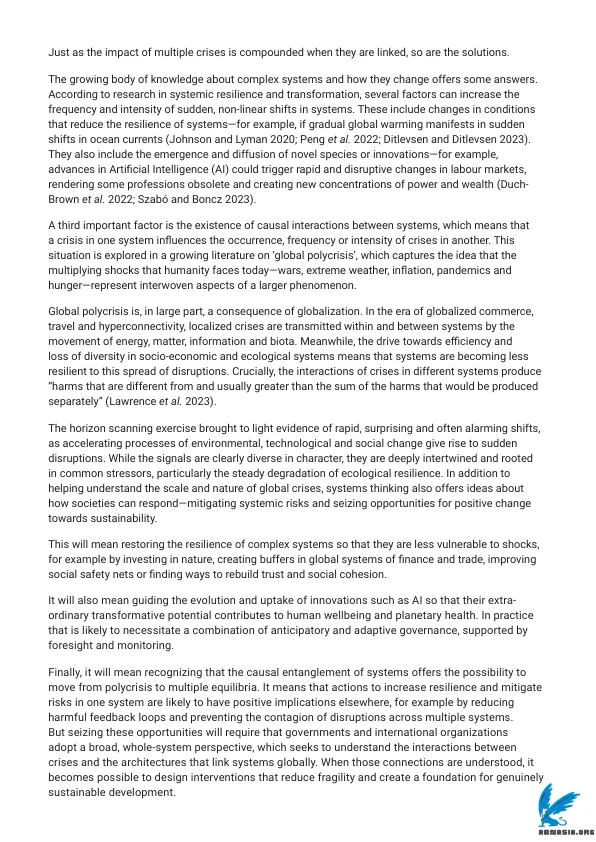 Just as the impact of multiple crises is compounded when they are linked, so are the solutions.
The growing body of knowledge about complex systems and how they change offers some answers.
According to research in systemic resilience and transformation, several factors can increase the
frequency and intensity of sudden, non-linear shifts in systems. These include changes in conditions
that reduce the resilience of systems—for example, if gradual global warming manifests in sudden
shifts in ocean currents (Johnson and Lyman 2020; Peng et al. 2022; Ditlevsen and Ditlevsen 2023).
They also include the emergence and diffusion of novel species or innovations—for example,
advances in Artificial Intelligence (AI) could trigger rapid and disruptive changes in labour markets,
rendering some professions obsolete and creating new concentrations of power and wealth (Duch-
Brown et al. 2022; Szabó and Boncz 2023).
A third important factor is the existence of causal interactions between systems, which means that
a crisis in one system influences the occurrence, frequency or intensity of crises in another. This
situation is explored in a growing literature on ‘global polycrisis’, which captures the idea that the
multiplying shocks that humanity faces today—wars, extreme weather, inflation, pandemics and
hunger—represent interwoven aspects of a larger phenomenon.
Global polycrisis is, in large part, a consequence of globalization. In the era of globalized commerce,
travel and hyperconnectivity, localized crises are transmitted within and between systems by the
movement of energy, matter, information and biota. Meanwhile, the drive towards efficiency and
loss of diversity in socio-economic and ecological systems means that systems are becoming less
resilient to this spread of disruptions. Crucially, the interactions of crises in different systems produce
“harms that are different from and usually greater than the sum of the harms that would be produced
separately” (Lawrence et al. 2023).
The horizon scanning exercise brought to light evidence of rapid, surprising and often alarming shifts,
as accelerating processes of environmental, technological and social change give rise to sudden
disruptions. While the signals are clearly diverse in character, they are deeply intertwined and rooted
in common stressors, particularly the steady degradation of ecological resilience. In addition to
helping understand the scale and nature of global crises, systems thinking also offers ideas about
how societies can respond—mitigating systemic risks and seizing opportunities for positive change
towards sustainability.
This will mean restoring the resilience of complex systems so that they are less vulnerable to shocks,
for example by investing in nature, creating buffers in global systems of finance and trade, improving
social safety nets or finding ways to rebuild trust and social cohesion.
It will also mean guiding the evolution and uptake of innovations such as AI so that their extra-
ordinary transformative potential contributes to human wellbeing and planetary health. In practice
that is likely to necessitate a combination of anticipatory and adaptive governance, supported by
foresight and monitoring.
Finally, it will mean recognizing that the causal entanglement of systems offers the possibility to
move from polycrisis to multiple equilibria. It means that actions to increase resilience and mitigate
risks in one system are likely to have positive implications elsewhere, for example by reducing
harmful feedback loops and preventing the contagion of disruptions across multiple systems.
But seizing these opportunities will require that governments and international organizations
adopt a broad, whole-system perspective, which seeks to understand the interactions between
crises and the architectures that link systems globally. When those connections are understood, it
becomes possible to design interventions that reduce fragility and create a foundation for genuinely
sustainable development.
ABNASIA.ORG